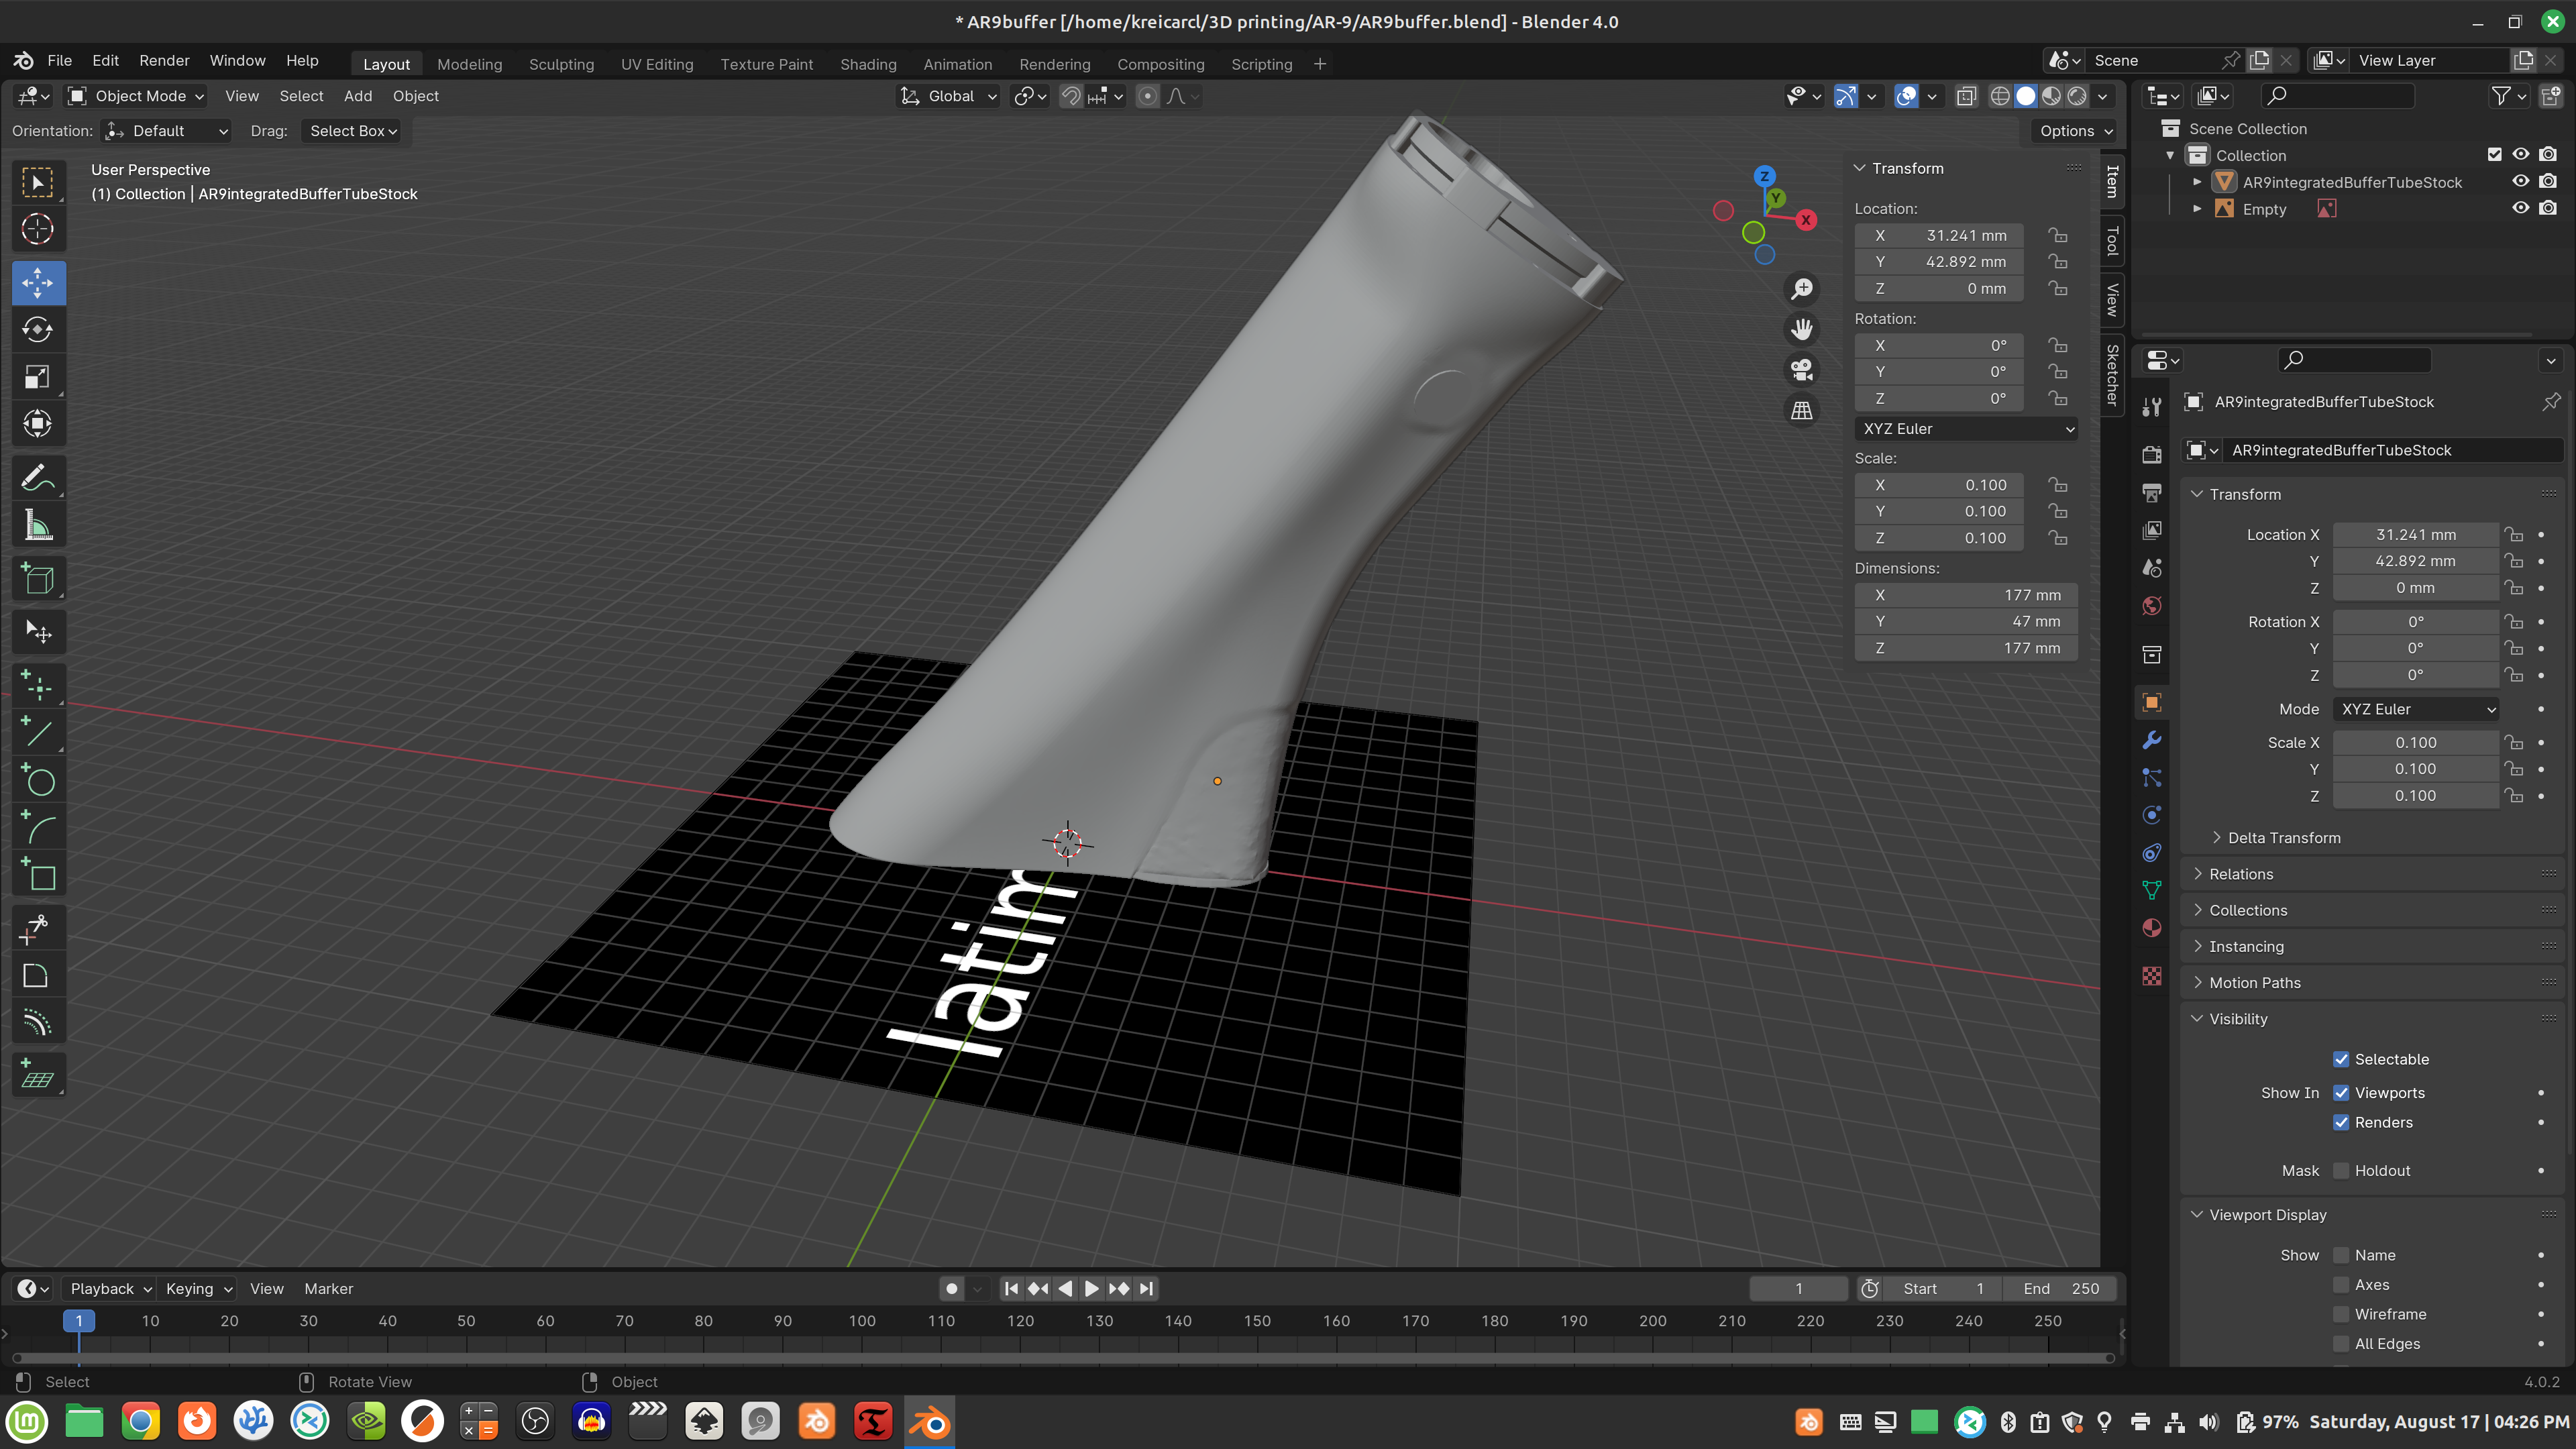 * AR9buffer [/home/kreicarcl/3D printing/AR-9/AR9buffer.blend] - Blender 4.0
File Edit Render Window Help Layout Modeling Sculpting UV Editing Texture Paint Shading Animation Rendering Compositing Scripting + Scene View Layer
Object Mode View Select Add Object Global
Orientation: Default Drag: Select Box Options
User Perspective
(1) Collection | AR9integratedBufferTubeStock
Z
Y
X
Transform
Location:
X 31.241 mm
Y 42.892 mm
Z 0 mm
Rotation:
X 0°
Y 0°
Z 0°
XYZ Euler
Scale:
X 0.100
Y 0.100
Z 0.100
Dimensions:
X 177 mm
Y 47 mm
Z 177 mm
Item
Tool
View
Sketcher
Scene Collection
Collection
AR9integratedBufferTubeStock
Empty
AR9integratedBufferTubeStock
AR9integratedBufferTubeStock
Transform
Location X 31.241 mm
Y 42.892 mm
Z 0 mm
Rotation X 0°
Y 0°
Z 0°
Mode XYZ Euler
Scale X 0.100
Y 0.100
Z 0.100
Delta Transform
Relations
Collections
Instancing
Motion Paths
Visibility
Selectable
Show In Viewports
Renders
Mask Holdout
Viewport Display
Show Name
Axes
Wireframe
All Edges
latim
Playback Keying View Marker 1 Start 1 End 250
1 10 20 30 40 50 60 70 80 90 100 110 120 130 140 150 160 170 180 190 200 210 220 230 240 250
Select Rotate View Object 4.0.2
97% Saturday, August 17 | 04:26 PM